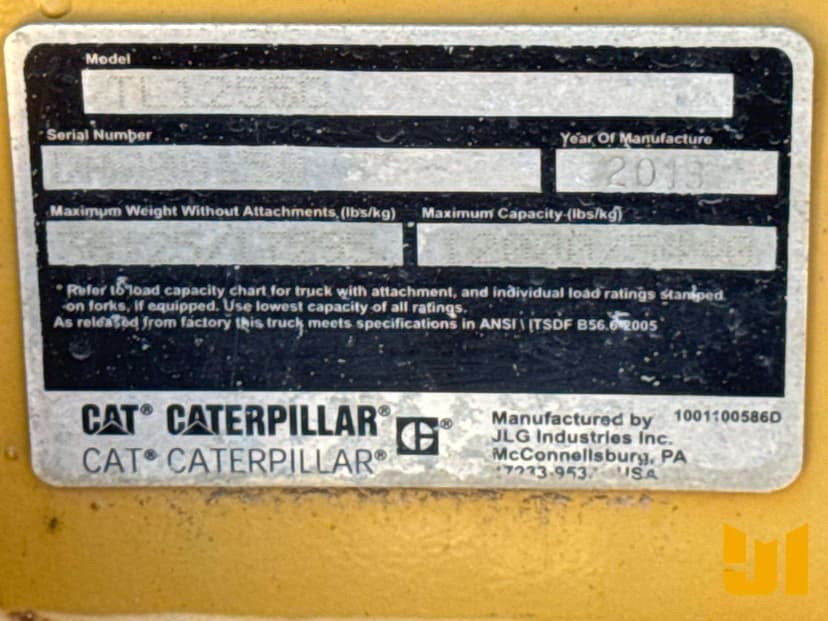 Model
TL1255C
Serial Number
Year Of Manufacture
2013
Maximum Weight Without Attachments (lbs/kg)
Maximum Capacity (lbs/kg)
* Refer to load capacity chart for truck with attachment, and individual load ratings stamped
on forks, if equipped. Use lowest capacity of all ratings.
As released from factory this truck meets specifications in ANSI \ ITSDF B56.6 2005
CAT® CATERPILLAR®
CAT® CATERPILLAR®
Manufactured by
1001100586D
JLG Industries Inc.
McConnellsburg, PA
USA